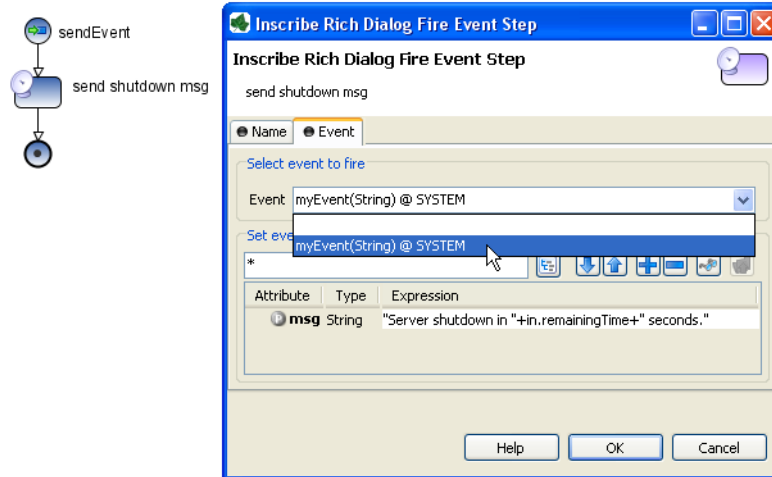 sendEvent
send shutdown msg
Inscribe Rich Dialog Fire Event Step
Inscribe Rich Dialog Fire Event Step
send shutdown msg
Name Event
Select event to fire
Event myEvent(String) @ SYSTEM
Set eve
myEvent(String) @ SYSTEM
*
Attribute Type Expression
msg String "Server shutdown in "+in.remainingTime+" seconds."
Help OK Cancel